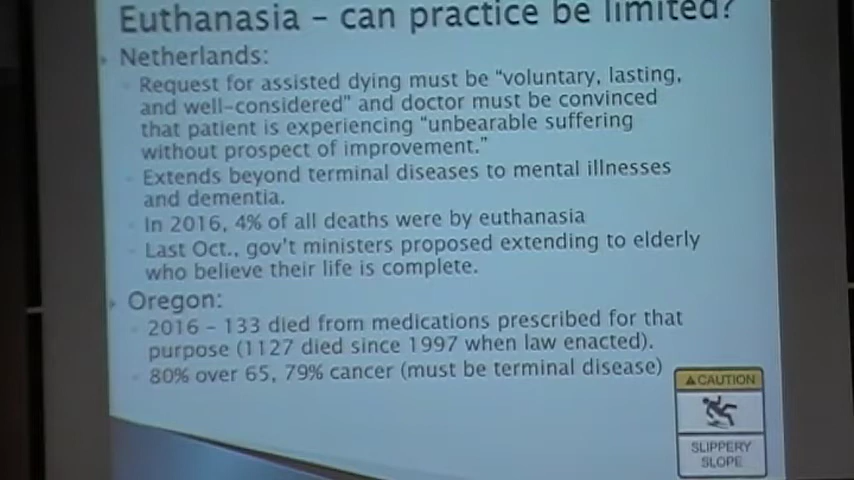 Euthanasia – can practice be limited?
Netherlands:
Request for assisted dying must be "voluntary, lasting,
and well-considered" and doctor must be convinced
that patient is experiencing "unbearable suffering
without prospect of improvement."
Extends beyond terminal diseases to mental illnesses
and dementia.
In 2016, 4% of all deaths were by euthanasia
Last Oct., gov't ministers proposed extending to elderly
who believe their life is complete.
Oregon:
2016 – 133 died from medications prescribed for that
purpose (1127 died since 1997 when law enacted).
80% over 65, 79% cancer (must be terminal disease)
CAUTION
SLIPPERY
SLOPE